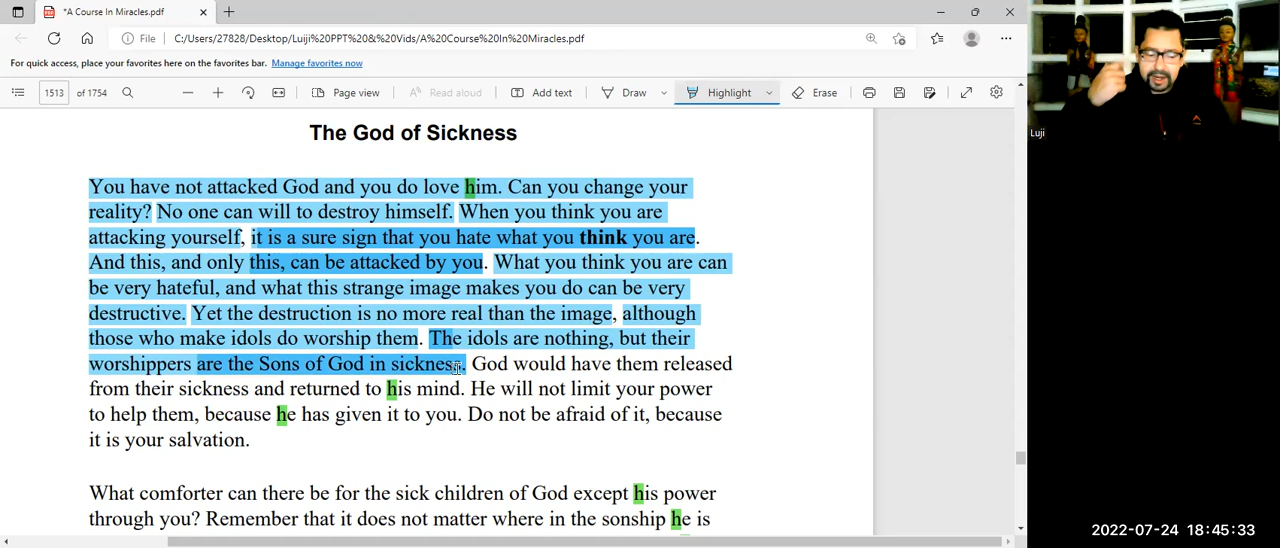 *A Course In Miracles.pdf
File
C:/Users/27828/Desktop/Luiji%20PPT%20&%20Vids/A%20Course%20In%20Miracles.pdf
For quick access, place your favorites here on the favorites bar. Manage favorites now
1513 of 1754
Page view
Read aloud
Add text
Draw
Highlight
Erase
The God of Sickness
You have not attacked God and you do love him. Can you change your
reality? No one can will to destroy himself. When you think you are
attacking yourself, it is a sure sign that you hate what you think you are.
And this, and only this, can be attacked by you. What you think you are can
be very hateful, and what this strange image makes you do can be very
destructive. Yet the destruction is no more real than the image, although
those who make idols do worship them. The idols are nothing, but their
worshippers are the Sons of God in sickness. God would have them released
from their sickness and returned to his mind. He will not limit your power
to help them, because he has given it to you. Do not be afraid of it, because
it is your salvation.
What comforter can there be for the sick children of God except his power
through you? Remember that it does not matter where in the sonship he is
Luji
2022-07-24 18:45:33